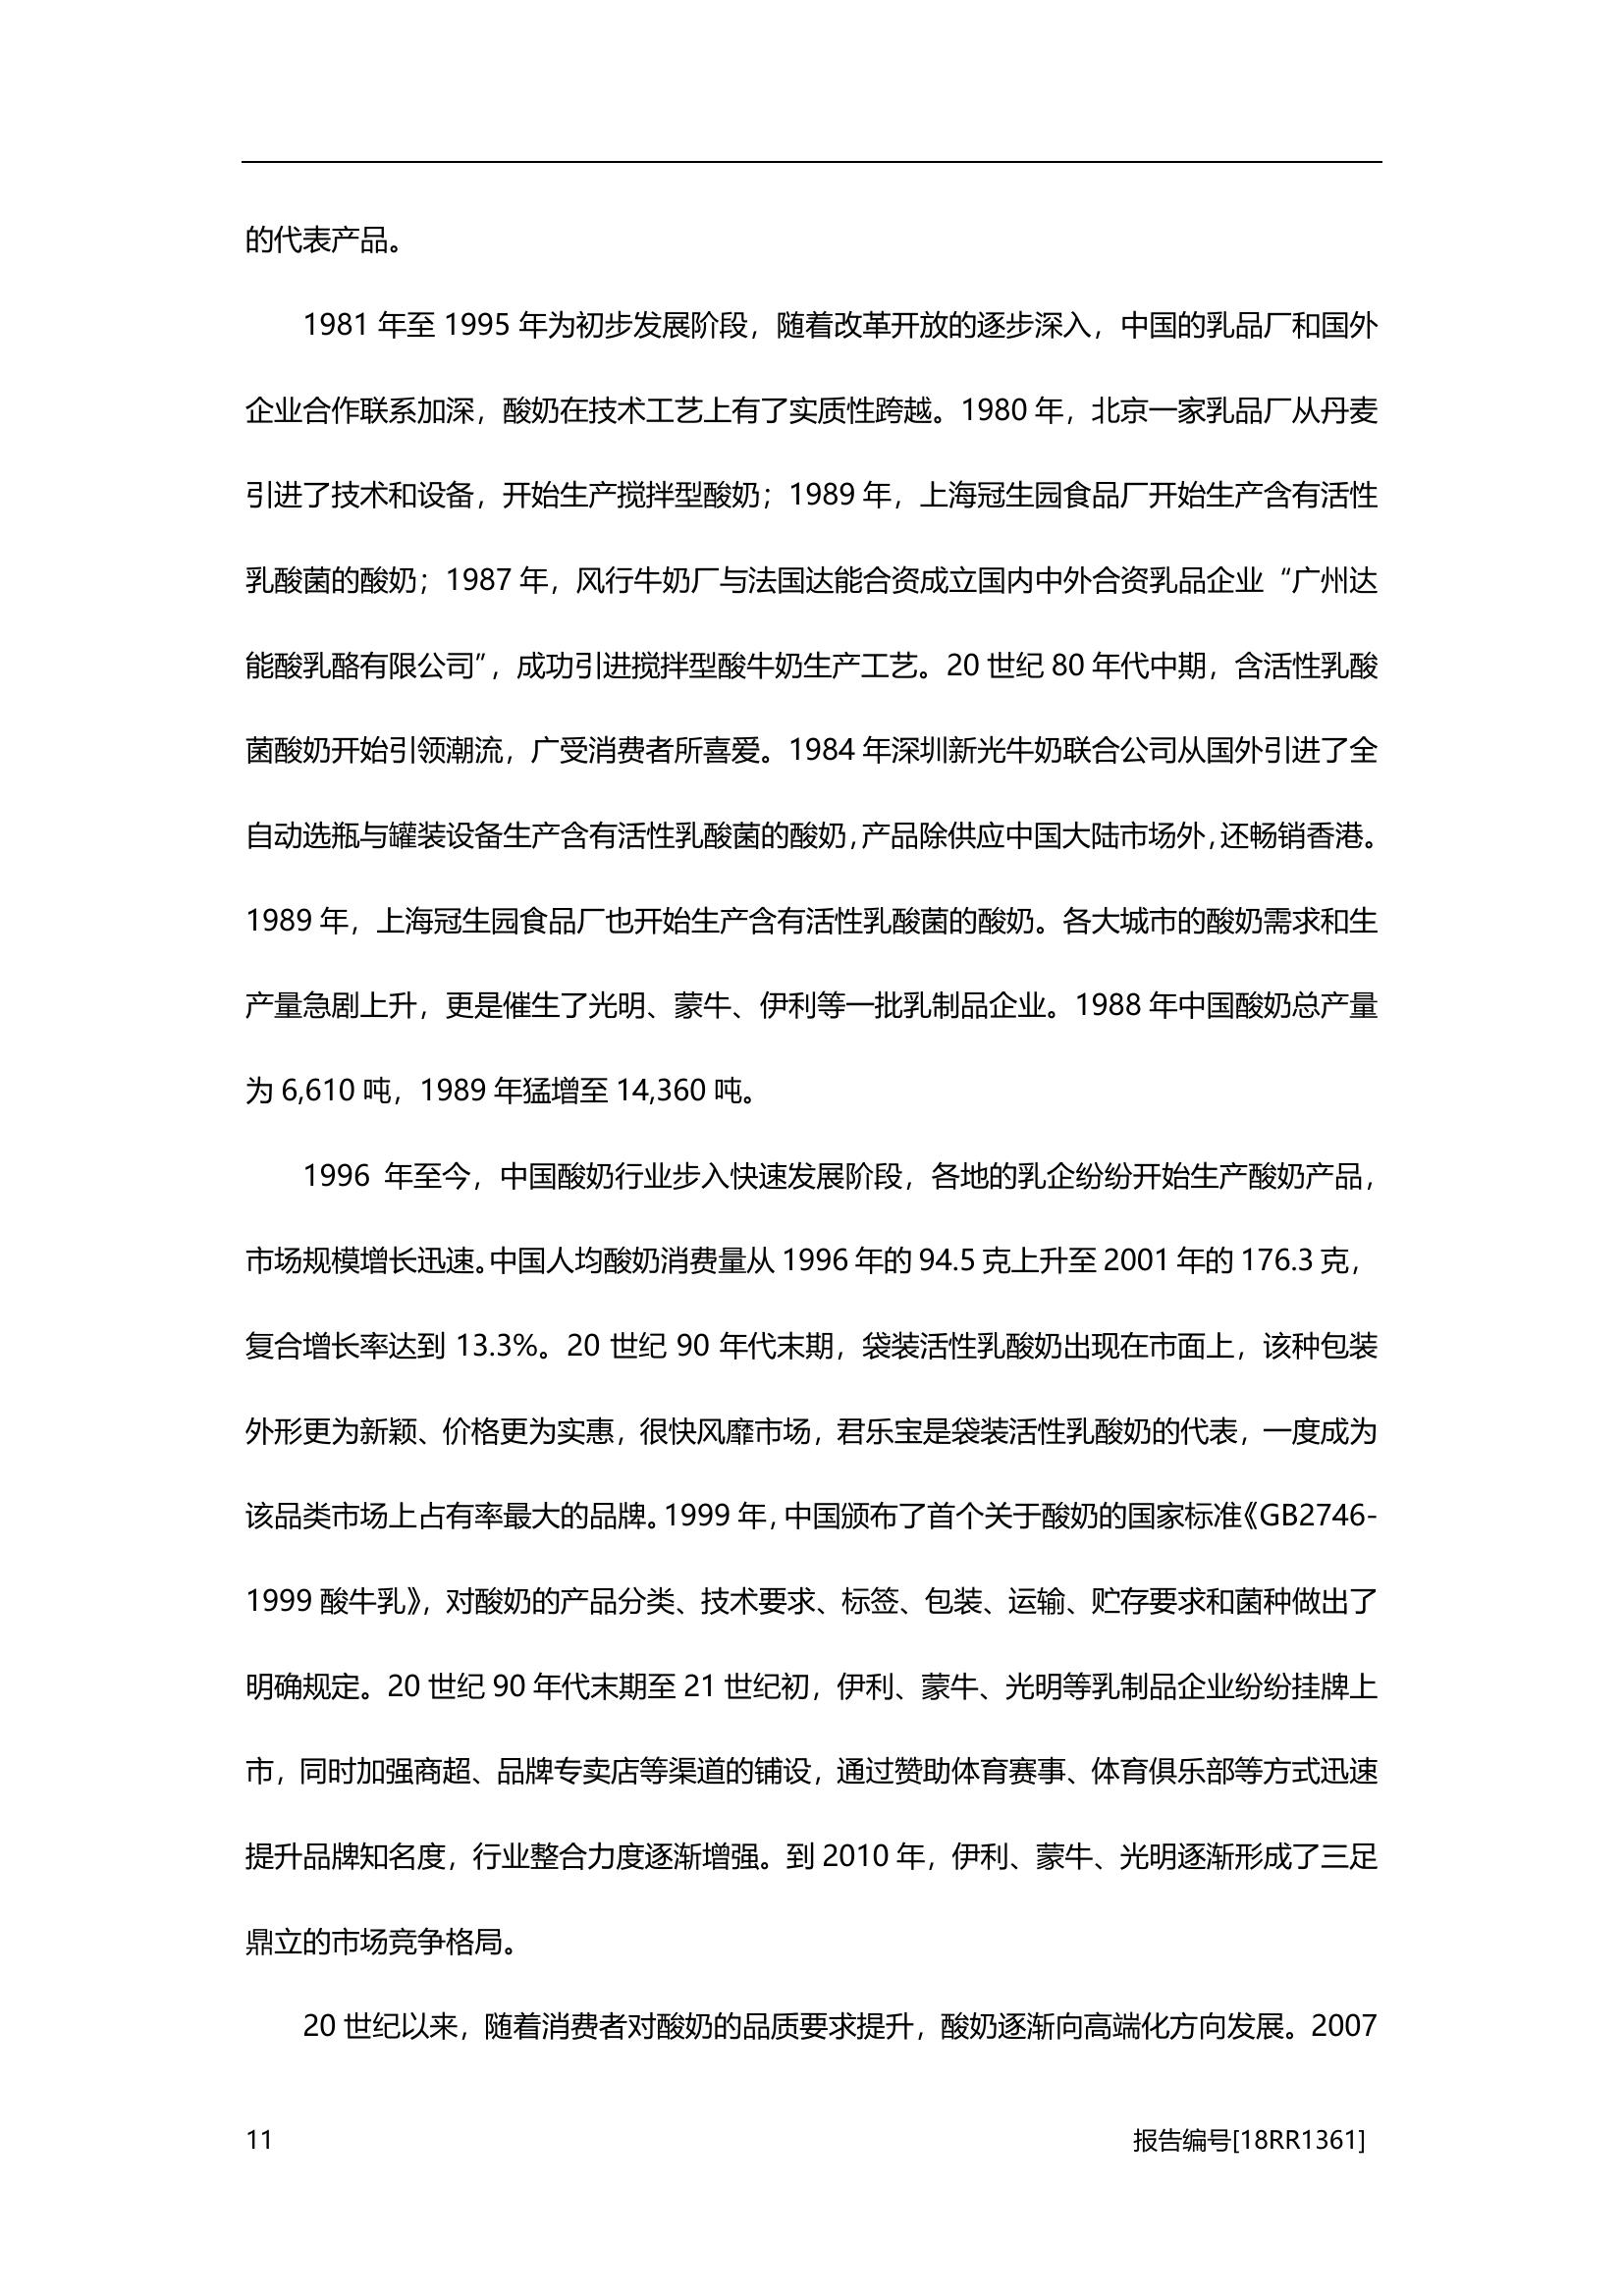 的代表产品。
1981 年至 1995 年为初步发展阶段，随着改革开放的逐步深入，中国的乳品厂和国外
企业合作联系加深，酸奶在技术工艺上有了实质性跨越。1980 年，北京一家乳品厂从丹麦
引进了技术和设备，开始生产搅拌型酸奶；1989 年，上海冠生园食品厂开始生产含有活性
乳酸菌的酸奶；1987 年，风行牛奶厂与法国达能合资成立国内中外合资乳品企业“广州达
能酸乳酪有限公司”，成功引进搅拌型酸牛奶生产工艺。20 世纪 80 年代中期，含活性乳酸
菌酸奶开始引领潮流，广受消费者所喜爱。1984 年深圳新光牛奶联合公司从国外引进了全
自动选瓶与罐装设备生产含有活性乳酸菌的酸奶，产品除供应中国大陆市场外，还畅销香港。
1989 年，上海冠生园食品厂也开始生产含有活性乳酸菌的酸奶。各大城市的酸奶需求和生
产量急剧上升，更是催生了光明、蒙牛、伊利等一批乳制品企业。1988 年中国酸奶总产量
为 6,610 吨，1989 年猛增至 14,360 吨。
1996 年至今，中国酸奶行业步入快速发展阶段，各地的乳企纷纷开始生产酸奶产品，
市场规模增长迅速。中国人均酸奶消费量从 1996 年的 94.5 克上升至 2001 年的 176.3 克，
复合增长率达到 13.3%。20 世纪 90 年代末期，袋装活性乳酸奶出现在市面上，该种包装
外形更为新颖、价格更为实惠，很快风靡市场，君乐宝是袋装活性乳酸奶的代表，一度成为
该品类市场上占有率最大的品牌。1999 年，中国颁布了首个关于酸奶的国家标准《GB2746-
1999 酸牛乳》，对酸奶的产品分类、技术要求、标签、包装、运输、贮存要求和菌种做出了
明确规定。20 世纪 90 年代末期至 21 世纪初，伊利、蒙牛、光明等乳制品企业纷纷挂牌上
市，同时加强商超、品牌专卖店等渠道的铺设，通过赞助体育赛事、体育俱乐部等方式迅速
提升品牌知名度，行业整合力度逐渐增强。到 2010 年，伊利、蒙牛、光明逐渐形成了三足
鼎立的市场竞争格局。
20 世纪以来，随着消费者对酸奶的品质要求提升，酸奶逐渐向高端化方向发展。2007
11 报告编号[18RR1361]